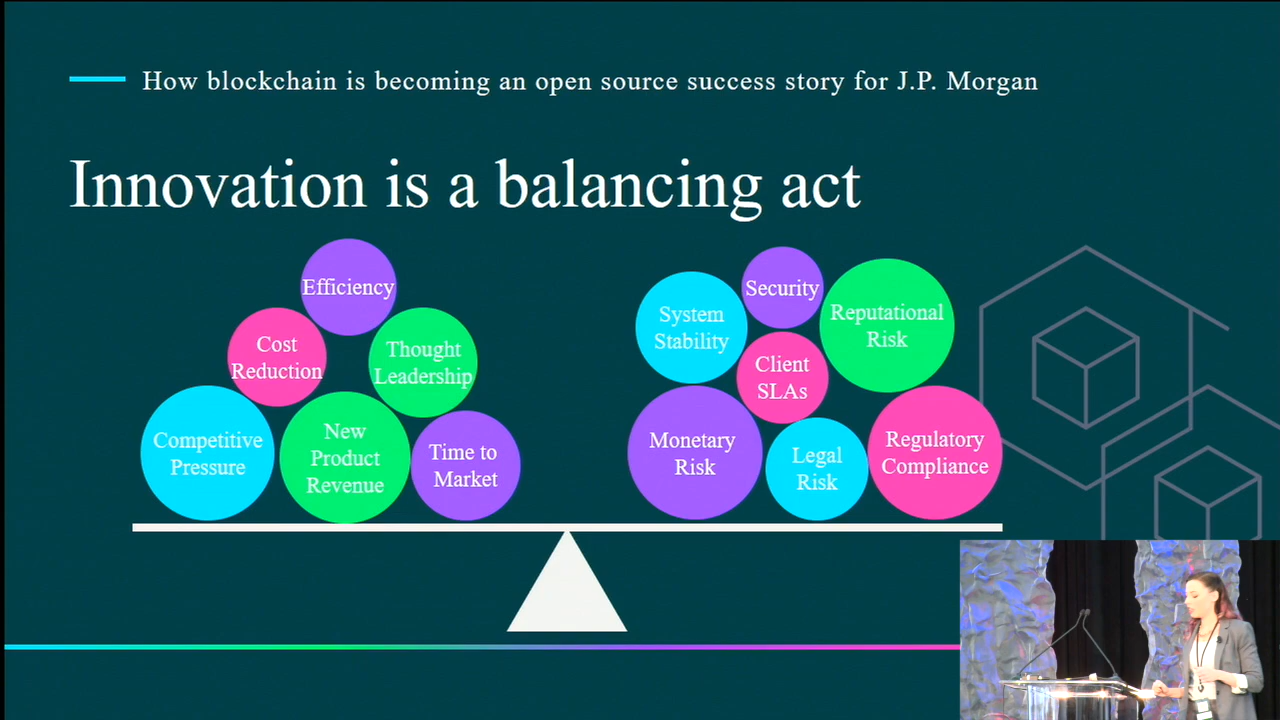 How blockchain is becoming an open source success story for J.P. Morgan
Innovation is a balancing act
Efficiency
Cost
Reduction
Thought
Leadership
Competitive
Pressure
New
Product
Revenue
Time to
Market
System
Stability
Security
Reputational
Risk
Client
SLAs
Monetary
Risk
Legal
Risk
Regulatory
Compliance